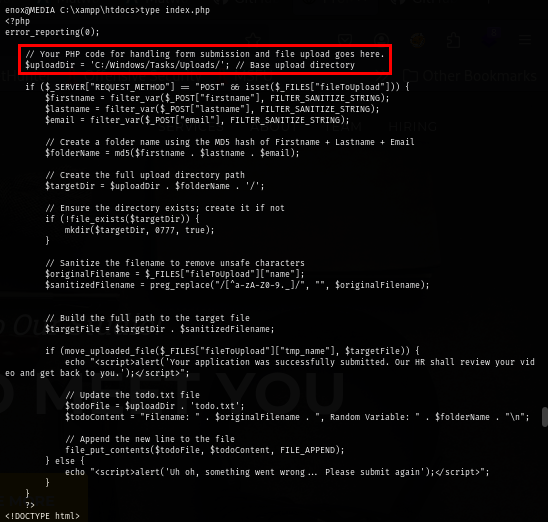 enox@MEDIA C:\xampp\htdocs>type index.php
<?php
error_reporting(0);
// Your PHP code for handling form submission and file upload goes here.
$uploadDir = 'C:/Windows/Tasks/Uploads/'; // Base upload directory
if ($_SERVER["REQUEST_METHOD"] == "POST" && isset($_FILES["fileToUpload"])) {
$firstname = filter_var($_POST["firstname"], FILTER_SANITIZE_STRING);
$lastname = filter_var($_POST["lastname"], FILTER_SANITIZE_STRING);
$email = filter_var($_POST["email"], FILTER_SANITIZE_STRING);
// Create a folder name using the MD5 hash of Firstname + Lastname + Email
$folderName = md5($firstname . $lastname . $email);
// Create the full upload directory path
$targetDir = $uploadDir . $folderName . '/';
// Ensure the directory exists; create it if not
if (!file_exists($targetDir)) {
mkdir($targetDir, 0777, true);
}
// Sanitize the filename to remove unsafe characters
$originalFilename = $_FILES["fileToUpload"]["name"];
$sanitizedFilename = preg_replace("/[^a-zA-Z0-9._]/", "", $originalFilename);
// Build the full path to the target file
$targetFile = $targetDir . $sanitizedFilename;
if (move_uploaded_file($_FILES["fileToUpload"]["tmp_name"], $targetFile)) {
echo "<script>alert('Your application was successfully submitted. Our HR shall review your vid
eo and get back to you.');</script>";
// Update the todo.txt file
$todoFile = $uploadDir . 'todo.txt';
$todoContent = "Filename: " . $originalFilename . ", Random Variable: " . $folderName . "\n";
// Append the new line to the file
file_put_contents($todoFile, $todoContent, FILE_APPEND);
} else {
echo "<script>alert('Uh oh, something went wrong... Please submit again');</script>";
}
}
?>
<!DOCTYPE html>